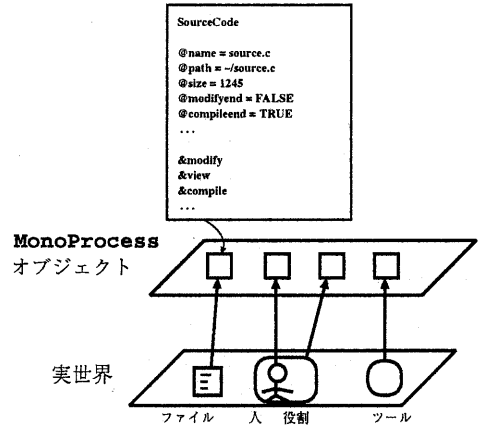 SourceCode
@name = source.c
@path = ~/source.c
@size = 1245
@modifyend = FALSE
@compileend = TRUE
...
&modify
&view
&compile
...
MonoProcess
オブジェクト
実世界
ファイル 人 役割 ツール